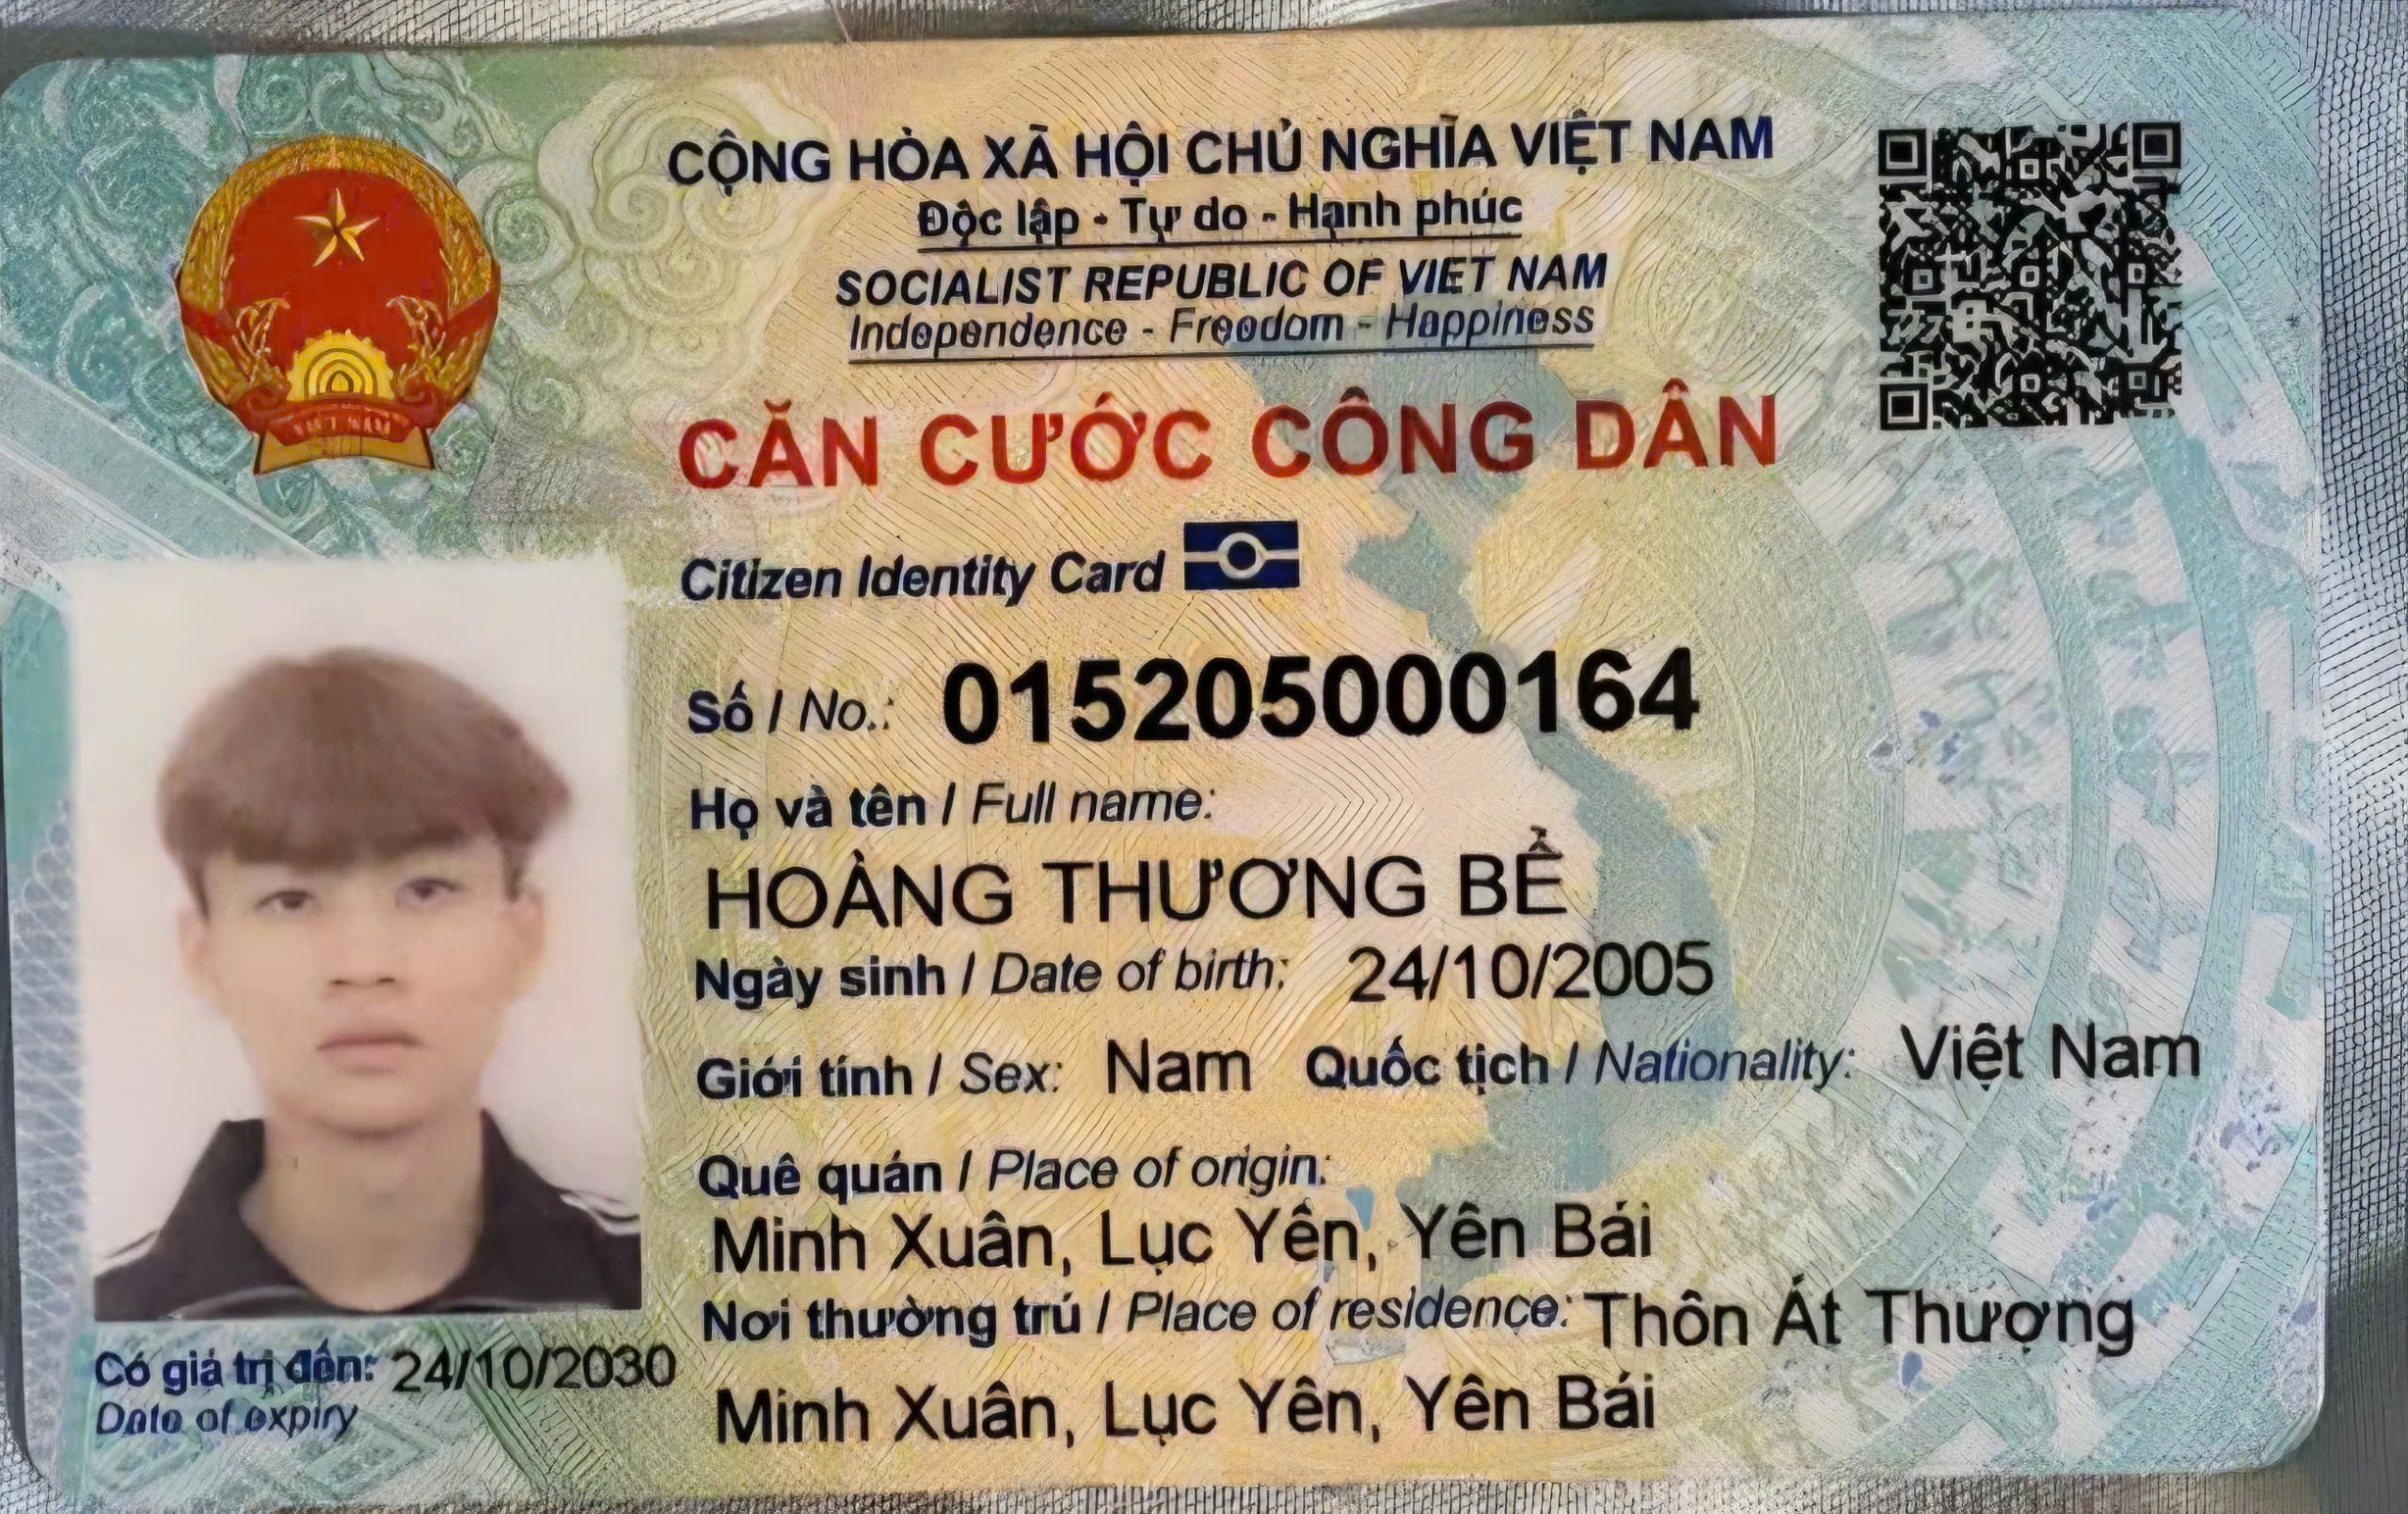 CỘNG HÒA XÃ HỘI CHỦ NGHĨA VIỆT NAM
Độc lập - Tự do - Hạnh phúc
SOCIALIST REPUBLIC OF VIET NAM
Independence - Freedom - Happiness
CĂN CƯỚC CÔNG DÂN
Citizen Identity Card
Số / No.: 015205000164
Họ và tên / Full name:
HOÀNG THƯƠNG BỂ
Ngày sinh / Date of birth: 24/10/2005
Giới tính / Sex: Nam Quốc tịch / Nationality: Việt Nam
Quê quán / Place of origin:
Minh Xuân, Lục Yên, Yên Bái
Nơi thường trú / Place of residence: Thôn Át Thượng
Minh Xuân, Lục Yên, Yên Bái
Có giá trị đến: 24/10/2030
Date of expiry
VIỆT NAM